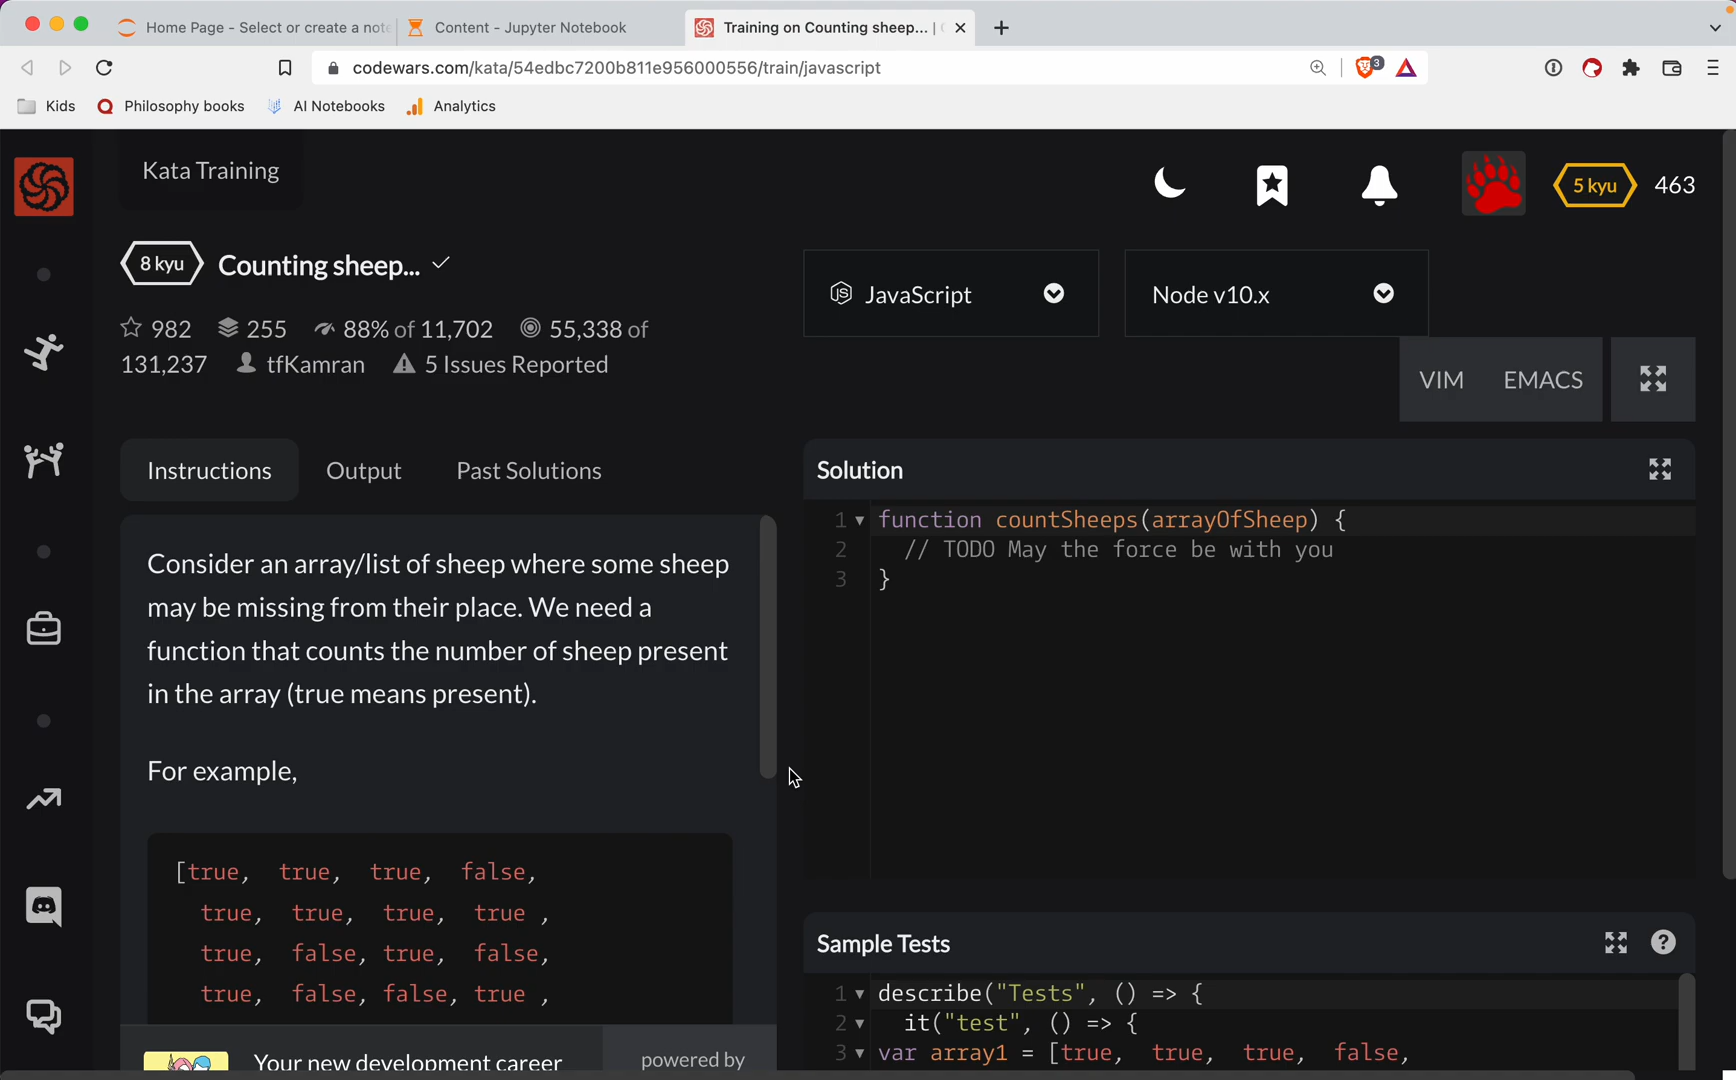 Home Page - Select or create a note
Content - Jupyter Notebook
Training on Counting sheep... |
codewars.com/kata/54edbc7200b811e956000556/train/javascript
3
Kids
Philosophy books
AI Notebooks
Analytics
Kata Training
5 kyu
463
8 kyu
Counting sheep...
JavaScript
Node v10.x
982
255
88% of 11,702
55,338 of
131,237
tfKamran
5 Issues Reported
VIM
EMACS
Instructions
Output
Past Solutions
Consider an array/list of sheep where some sheep
may be missing from their place. We need a
function that counts the number of sheep present
in the array (true means present).
For example,
[true, true, true, false,
true, true, true, true ,
true, false, true, false,
true, false, false, true ,
Your new development career
powered by
Solution
1 function countSheeps(arrayOfSheep) {
2 // TODO May the force be with you
3 }
Sample Tests
1 describe("Tests", () => {
2 it("test", () => {
3 var array1 = [true, true, true, false,